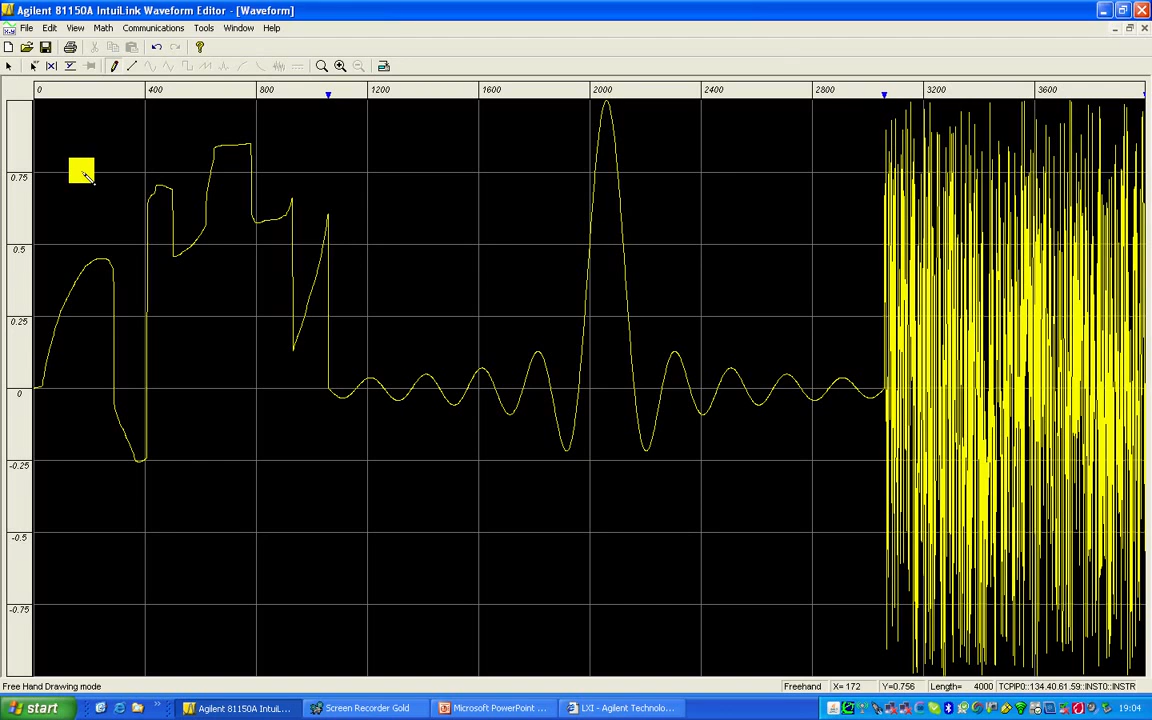 Agilent 81150A IntuiLink Waveform Editor - [Waveform]
File Edit View Math Communications Tools Window Help
0 400 800 1200 1600 2000 2400 2800 3200 3600
0.75
0.5
0.25
0
-0.25
-0.5
-0.75
Free Hand Drawing mode Freehand X= 172 Y=0.756 Length= 4000 TCPIP0::134.40.61.59::INST0::INSTR
start Agilent 81150A IntuiL... Screen Recorder Gold Microsoft PowerPoint ... LXI - Agilent Technolo... 19:04